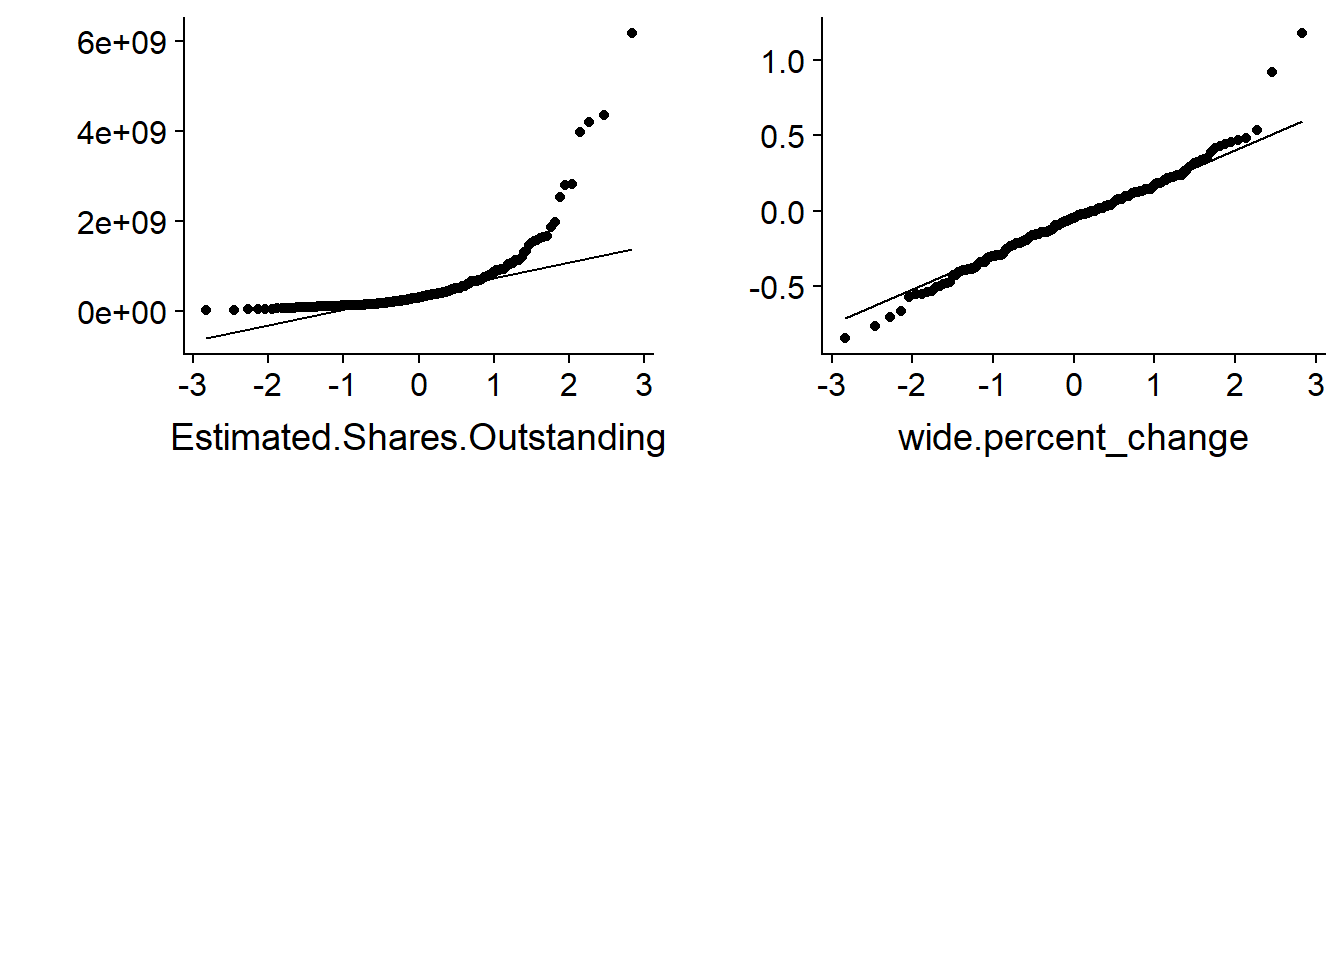 6e+09
4e+09
2e+09
0e+00
-3 -2 -1 0 1 2 3
Estimated.Shares.Outstanding
1.0
0.5
0.0
-0.5
-3 -2 -1 0 1 2 3
wide.percent_change